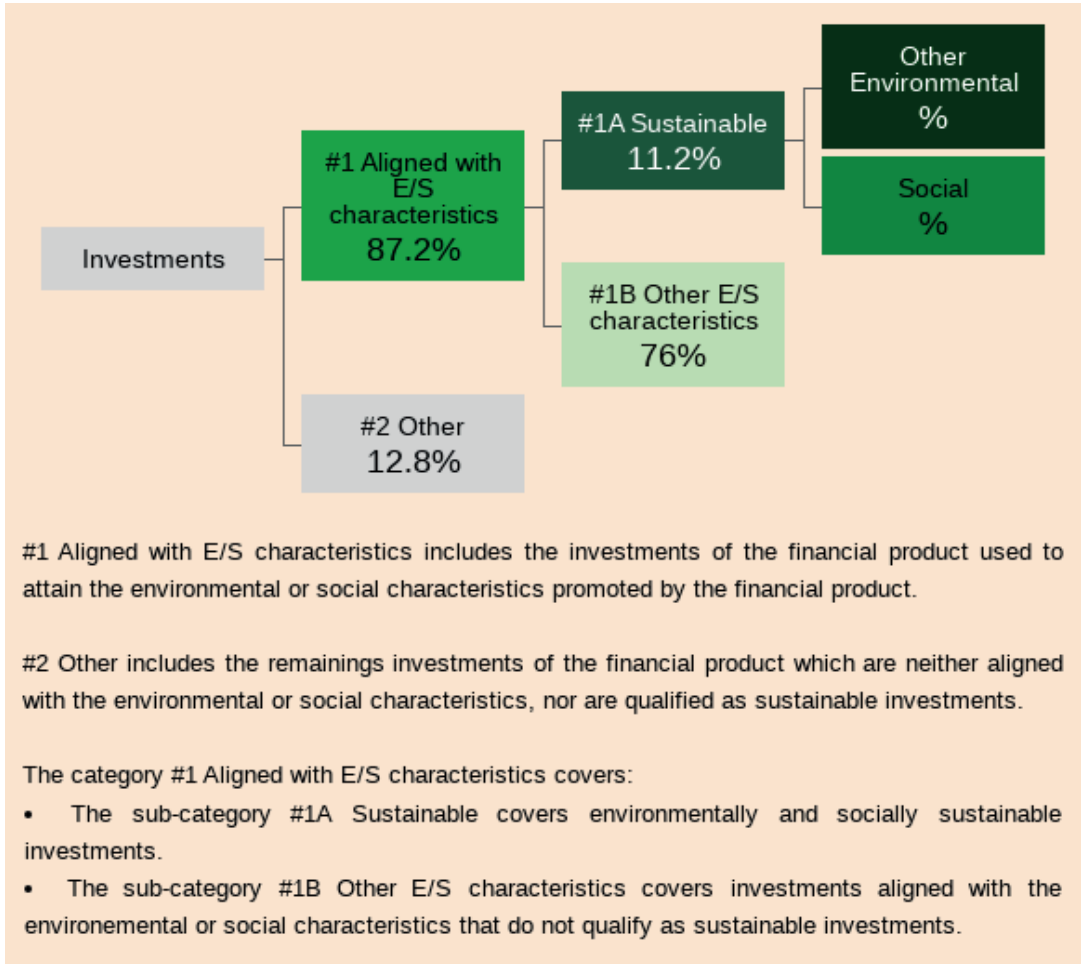 Other
Environmental
%
#1A Sustainable
11.2%
#1 Aligned with
E/S
characteristics
87.2%
Social
%
Investments
#1B Other E/S
characteristics
76%
#2 Other
12.8%
#1 Aligned with E/S characteristics includes the investments of the financial product used to
attain the environmental or social characteristics promoted by the financial product.
#2 Other includes the remainings investments of the financial product which are neither aligned
with the environmental or social characteristics, nor are qualified as sustainable investments.
The category #1 Aligned with E/S characteristics covers:
• The sub-category #1A Sustainable covers environmentally and socially sustainable
investments.
• The sub-category #1B Other E/S characteristics covers investments aligned with the
environemental or social characteristics that do not qualify as sustainable investments.